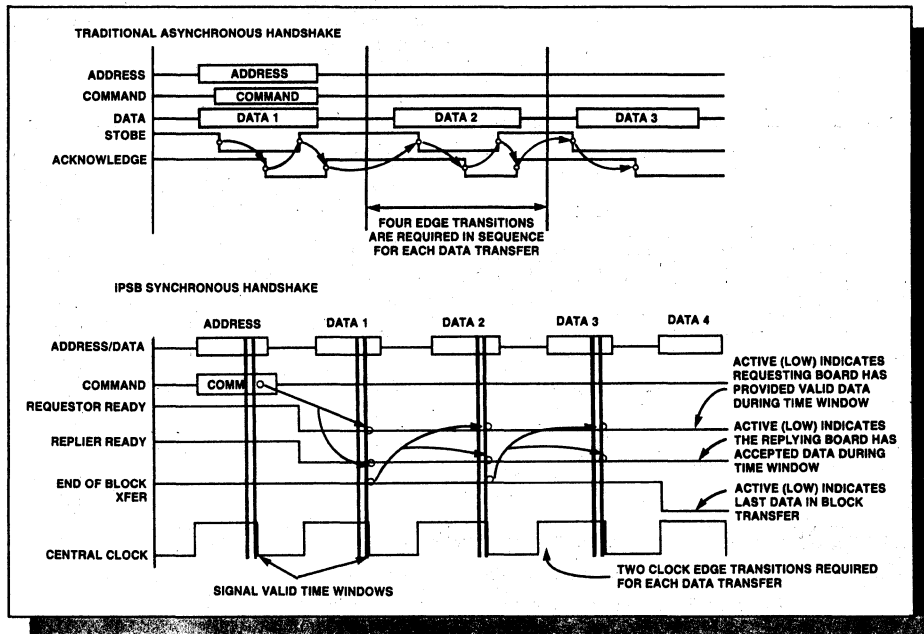 TRADITIONAL ASYNCHRONOUS HANDSHAKE
ADDRESS
ADDRESS
COMMAND
COMMAND
DATA
DATA 1
DATA 2
DATA 3
STOBE
ACKNOWLEDGE
FOUR EDGE TRANSITIONS
ARE REQUIRED IN SEQUENCE
FOR EACH DATA TRANSFER
iPSB SYNCHRONOUS HANDSHAKE
ADDRESS
DATA 1
DATA 2
DATA 3
DATA 4
ADDRESS/DATA
COMMAND
COMM
REQUESTOR READY
REPLIER READY
END OF BLOCK
XFER
CENTRAL CLOCK
ACTIVE (LOW) INDICATES
REQUESTING BOARD HAS
PROVIDED VALID DATA
DURING TIME WINDOW
ACTIVE (LOW) INDICATES
THE REPLYING BOARD HAS
ACCEPTED DATA DURING
TIME WINDOW
ACTIVE (LOW) INDICATES
LAST DATA IN BLOCK
TRANSFER
SIGNAL VALID TIME WINDOWS
TWO CLOCK EDGE TRANSITIONS REQUIRED
FOR EACH DATA TRANSFER